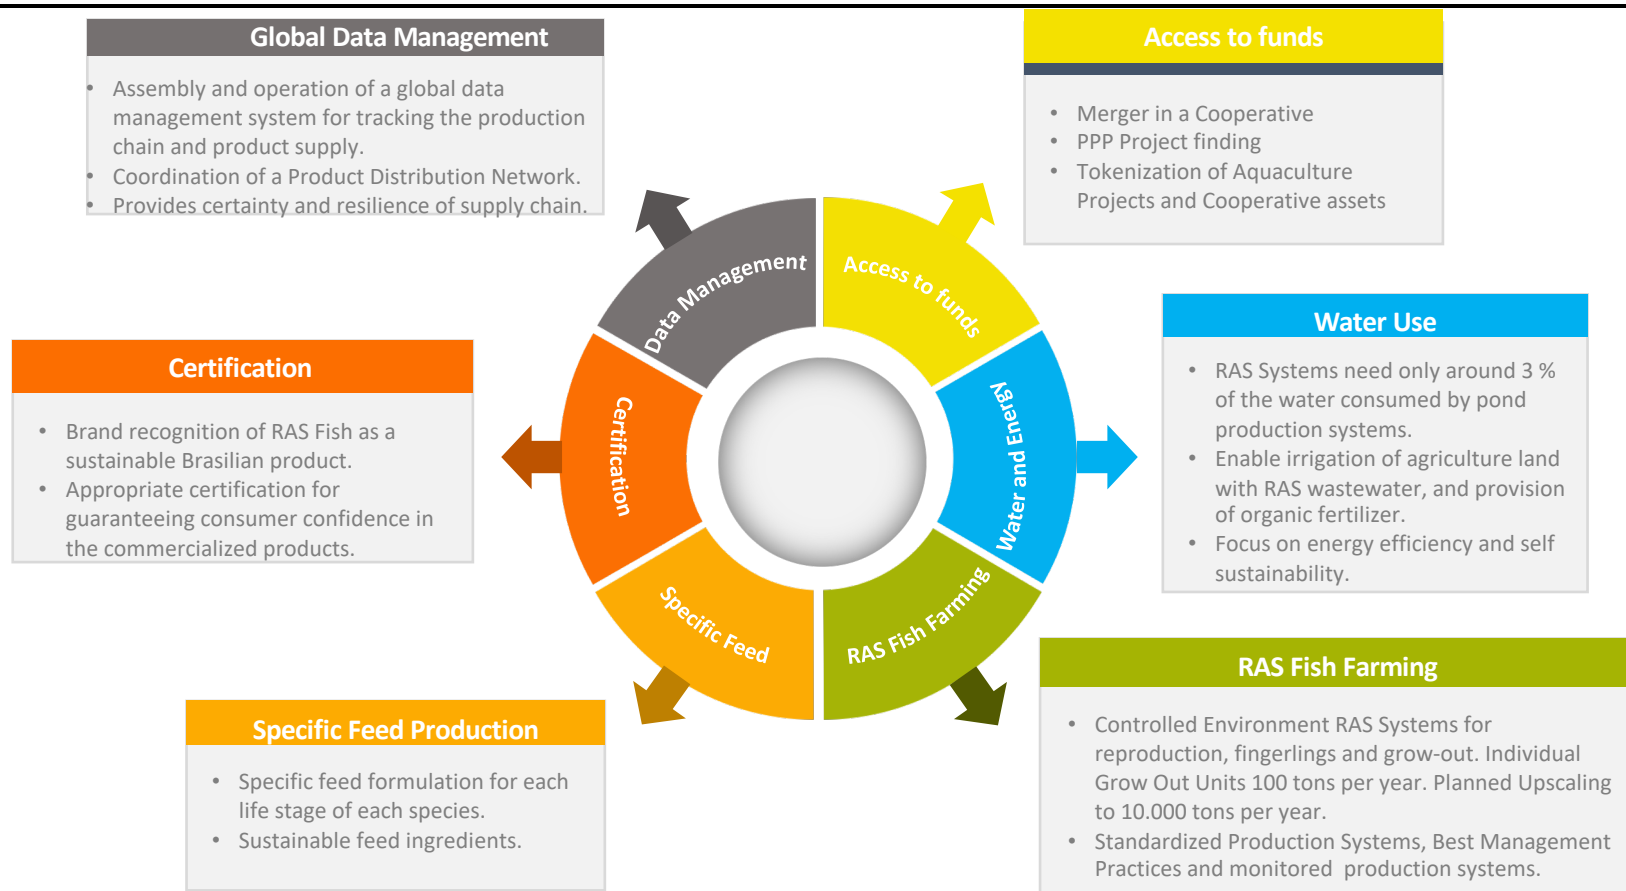 Global Data Management
• Assembly and operation of a global data
management system for tracking the production
chain and product supply.
• Coordination of a Product Distribution Network.
• Provides certainty and resilience of supply chain.
Access to funds
• Merger in a Cooperative
• PPP Project finding
• Tokenization of Aquaculture
Projects and Cooperative assets
Data Management
Access to funds
Water and Energy
RAS Fish Farming
Specific Feed
Certification
Water Use
• RAS Systems need only around 3 %
of the water consumed by pond
production systems.
• Enable irrigation of agriculture land
with RAS wastewater, and provision
of organic fertilizer.
• Focus on energy efficiency and self
sustainability.
Certification
• Brand recognition of RAS Fish as a
sustainable Brasilian product.
• Appropriate certification for
guaranteeing consumer confidence in
the commercialized products.
RAS Fish Farming
• Controlled Environment RAS Systems for
reproduction, fingerlings and grow-out. Individual
Grow Out Units 100 tons per year. Planned Upscaling
to 10.000 tons per year.
• Standardized Production Systems, Best Management
Practices and monitored production systems.
Specific Feed Production
• Specific feed formulation for each
life stage of each species.
• Sustainable feed ingredients.